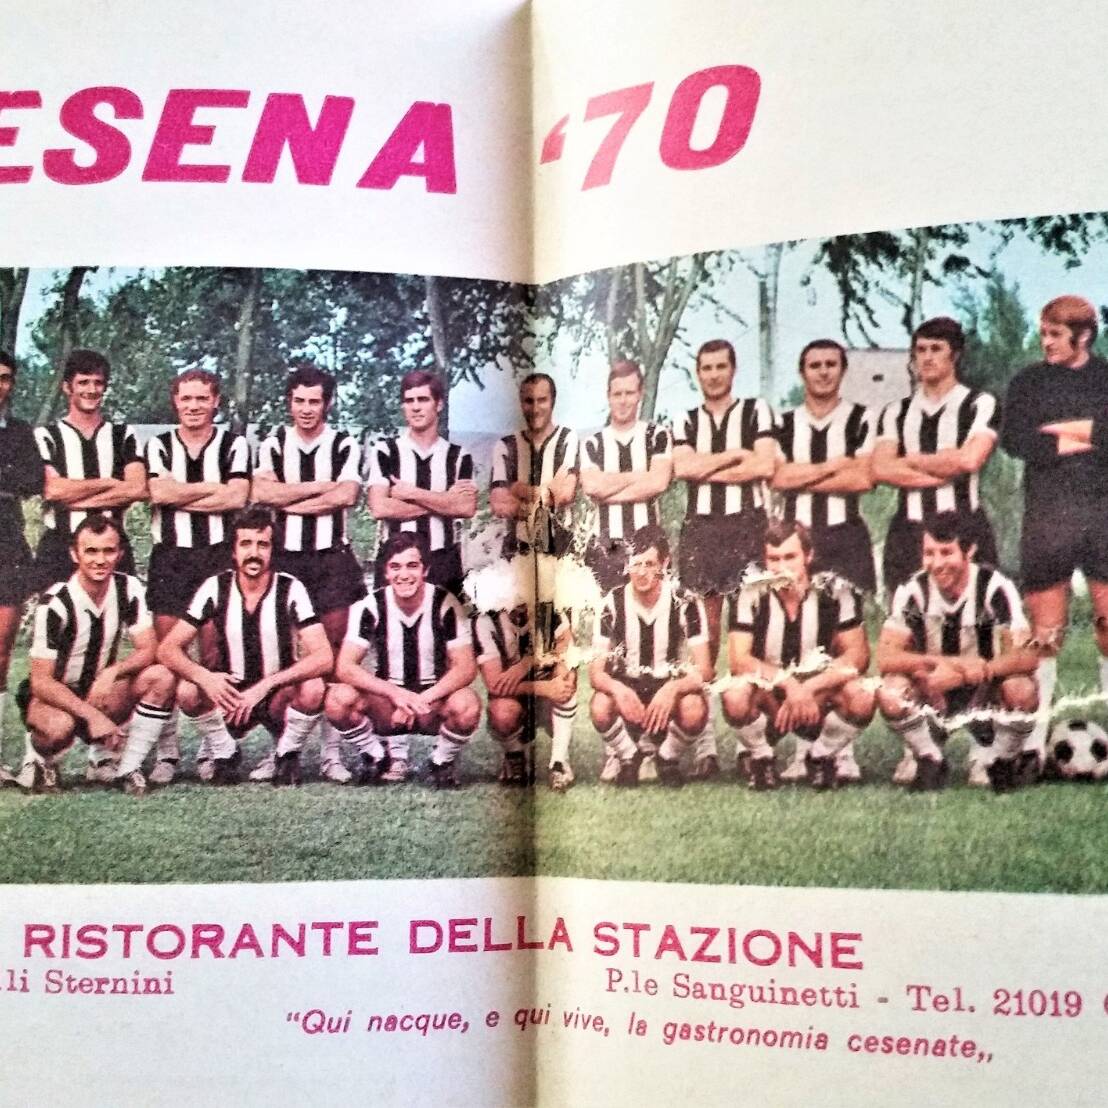 ESENA '70
RISTORANTE DELLA STAZIONE
.li Sternini
P.le Sanguinetti - Tel. 21019
"Qui nacque, e qui vive, la gastronomia cesenate,,